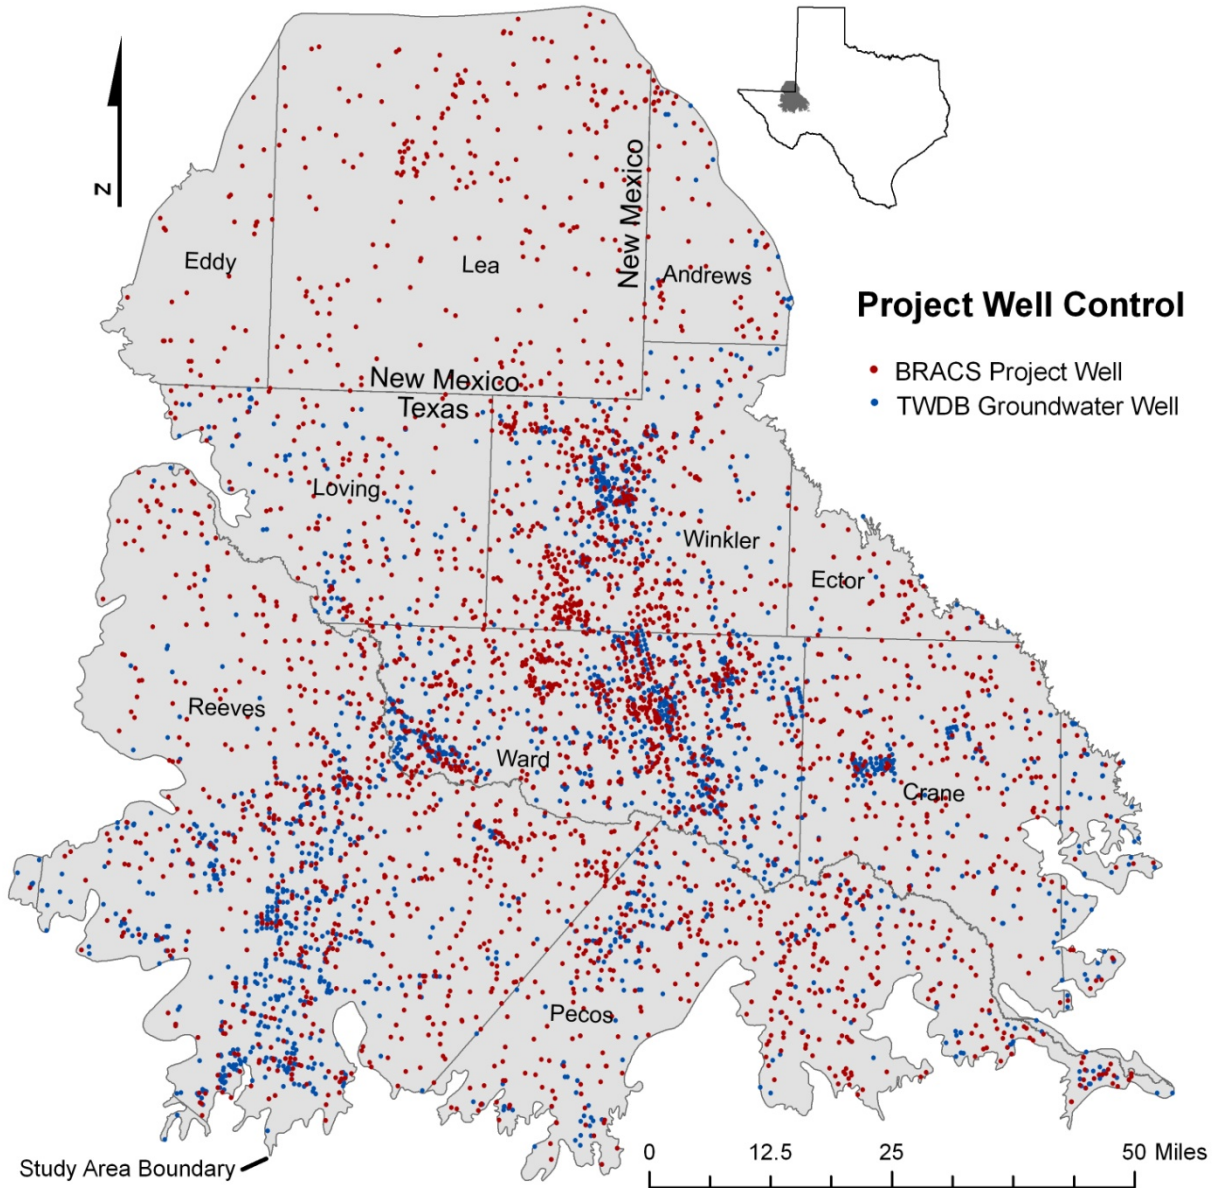 N
New Mexico
Eddy
Lea
Andrews
Project Well Control
BRACS Project Well
TWDB Groundwater Well
New Mexico
Texas
Loving
Winkler
Ector
Reeves
Ward
Crane
Pecos
Study Area Boundary
0 12.5 25 50 Miles